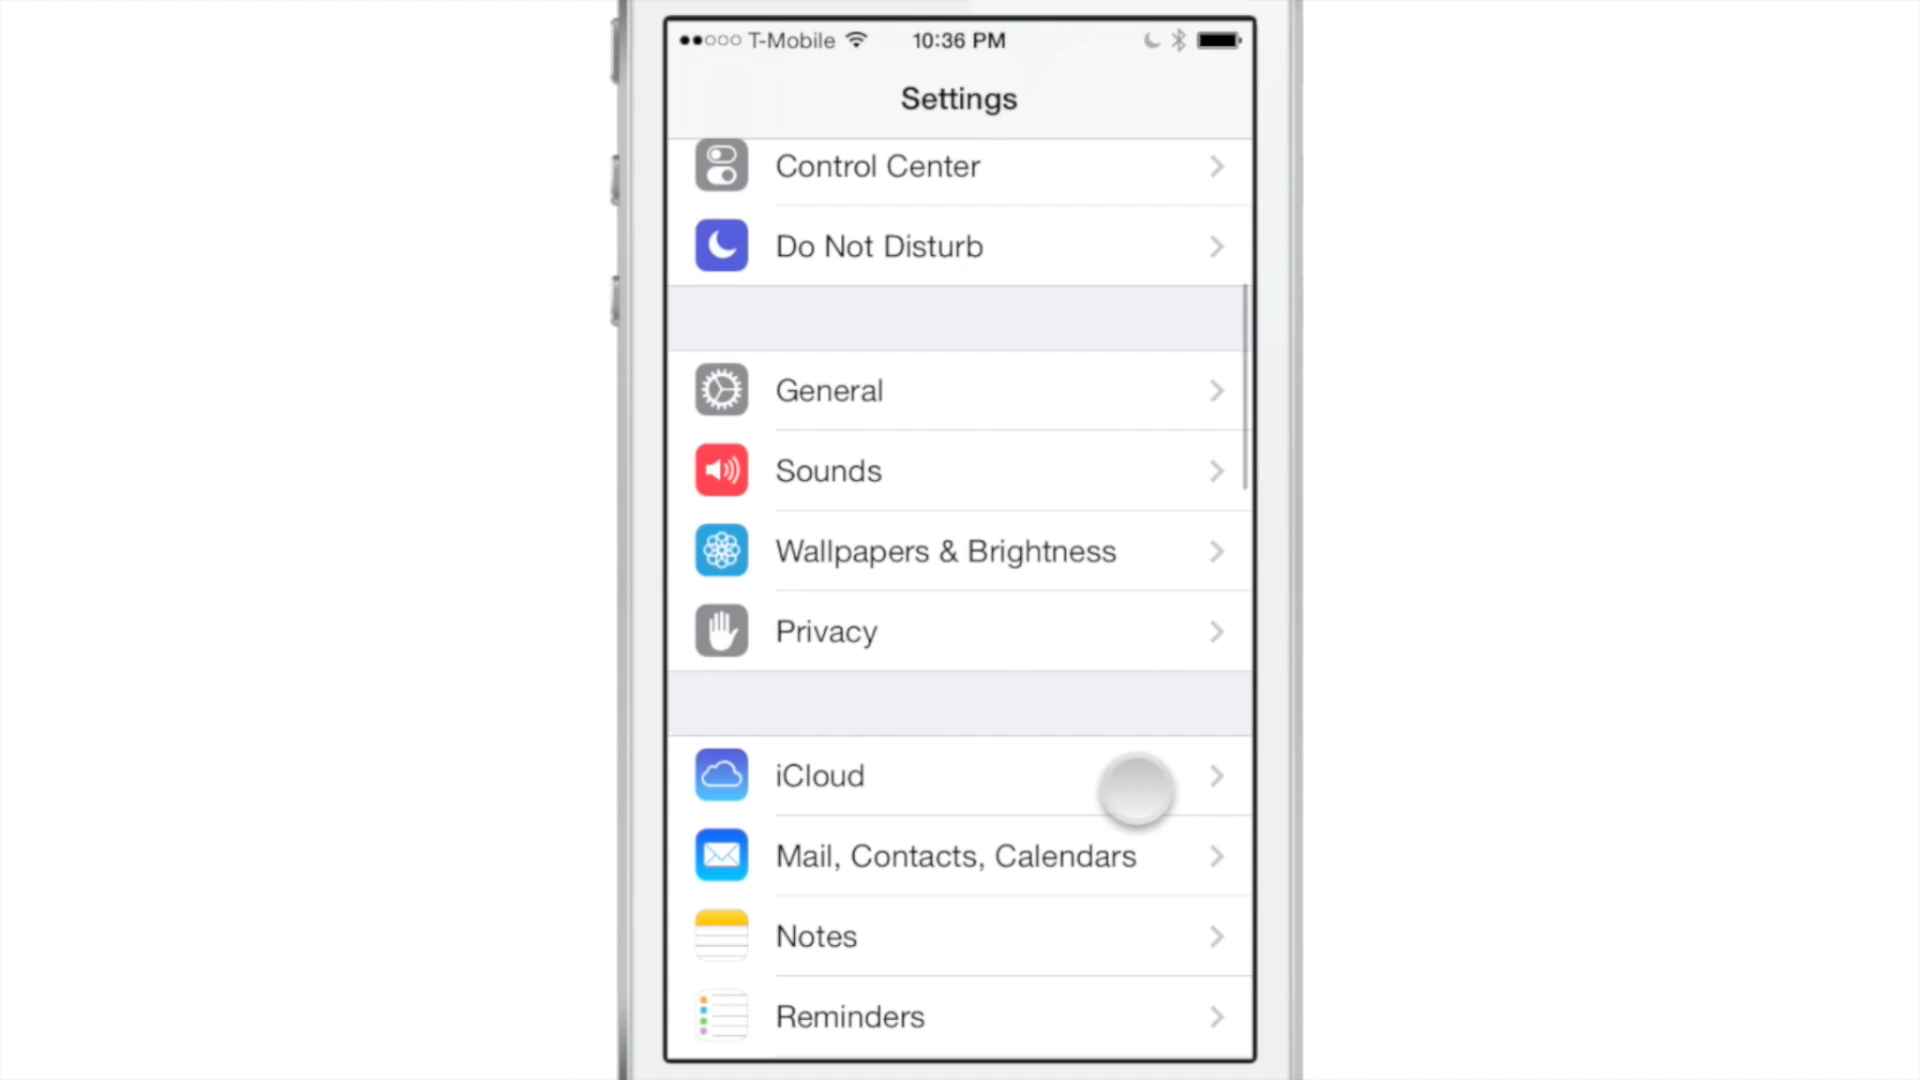 T-Mobile 10:36 PM
Settings
Control Center
Do Not Disturb
General
Sounds
Wallpapers & Brightness
Privacy
iCloud
Mail, Contacts, Calendars
Notes
Reminders